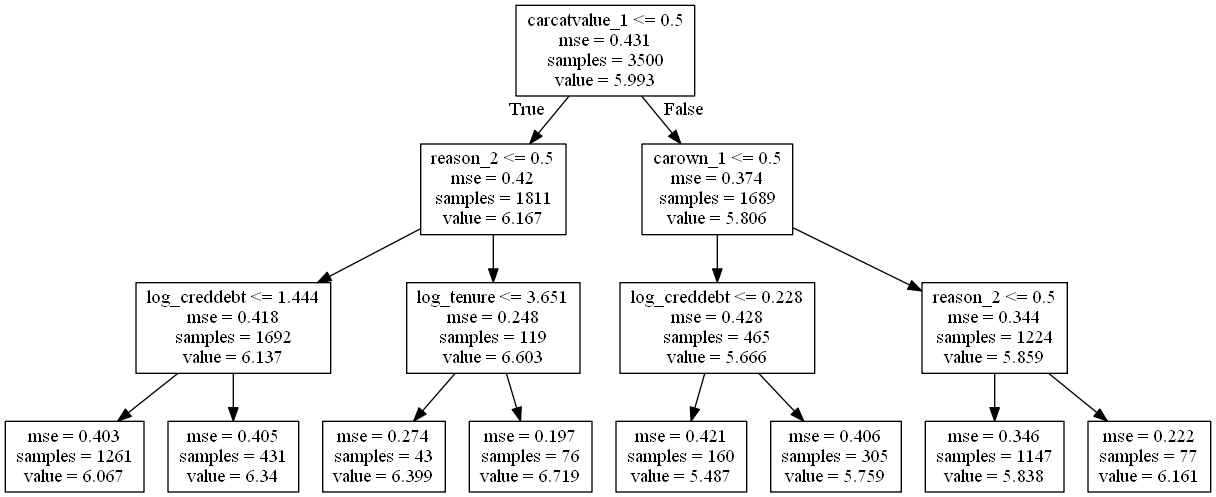 carcatvalue_1 <= 0.5
mse = 0.431
samples = 3500
value = 5.993
True
False
reason_2 <= 0.5
mse = 0.42
samples = 1811
value = 6.167
carown_1 <= 0.5
mse = 0.374
samples = 1689
value = 5.806
log_creddebt <= 1.444
mse = 0.418
samples = 1692
value = 6.137
log_tenure <= 3.651
mse = 0.248
samples = 119
value = 6.603
log_creddebt <= 0.228
mse = 0.428
samples = 465
value = 5.666
reason_2 <= 0.5
mse = 0.344
samples = 1224
value = 5.859
mse = 0.403
samples = 1261
value = 6.067
mse = 0.405
samples = 431
value = 6.34
mse = 0.274
samples = 43
value = 6.399
mse = 0.197
samples = 76
value = 6.719
mse = 0.421
samples = 160
value = 5.487
mse = 0.406
samples = 305
value = 5.759
mse = 0.346
samples = 1147
value = 5.838
mse = 0.222
samples = 77
value = 6.161